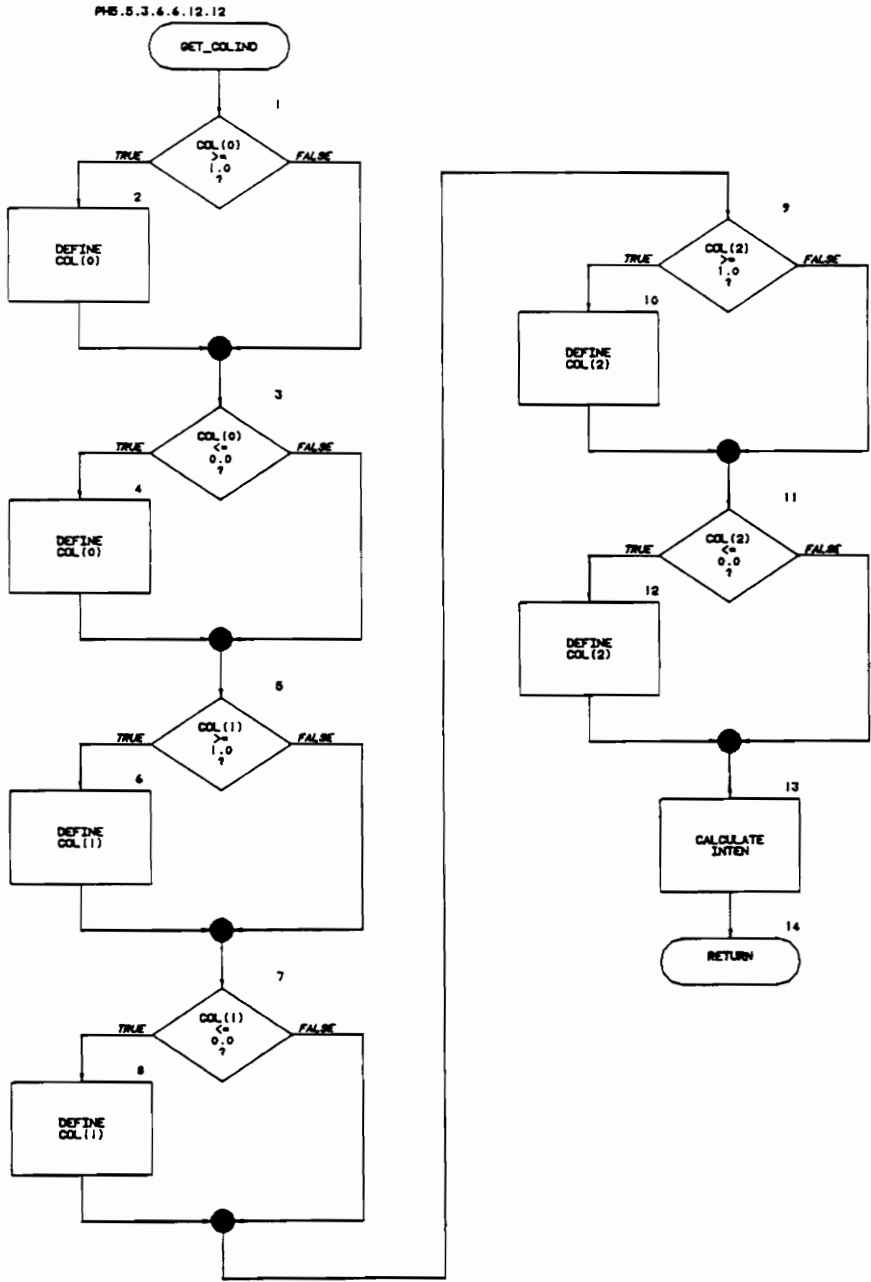 PH5.5.3.6.6.12.12
GET_COLIND
1
COL(0)
>=
1.0
?
TRUE
FALSE
2
DEFINE
COL(0)
3
COL(0)
<=
0.0
?
TRUE
FALSE
4
DEFINE
COL(0)
5
COL(1)
>=
1.0
?
TRUE
FALSE
6
DEFINE
COL(1)
7
COL(1)
<=
0.0
?
TRUE
FALSE
8
DEFINE
COL(1)
9
COL(2)
>=
1.0
?
TRUE
FALSE
10
DEFINE
COL(2)
11
COL(2)
<=
0.0
?
TRUE
FALSE
12
DEFINE
COL(2)
13
CALCULATE
INTEN
14
RETURN